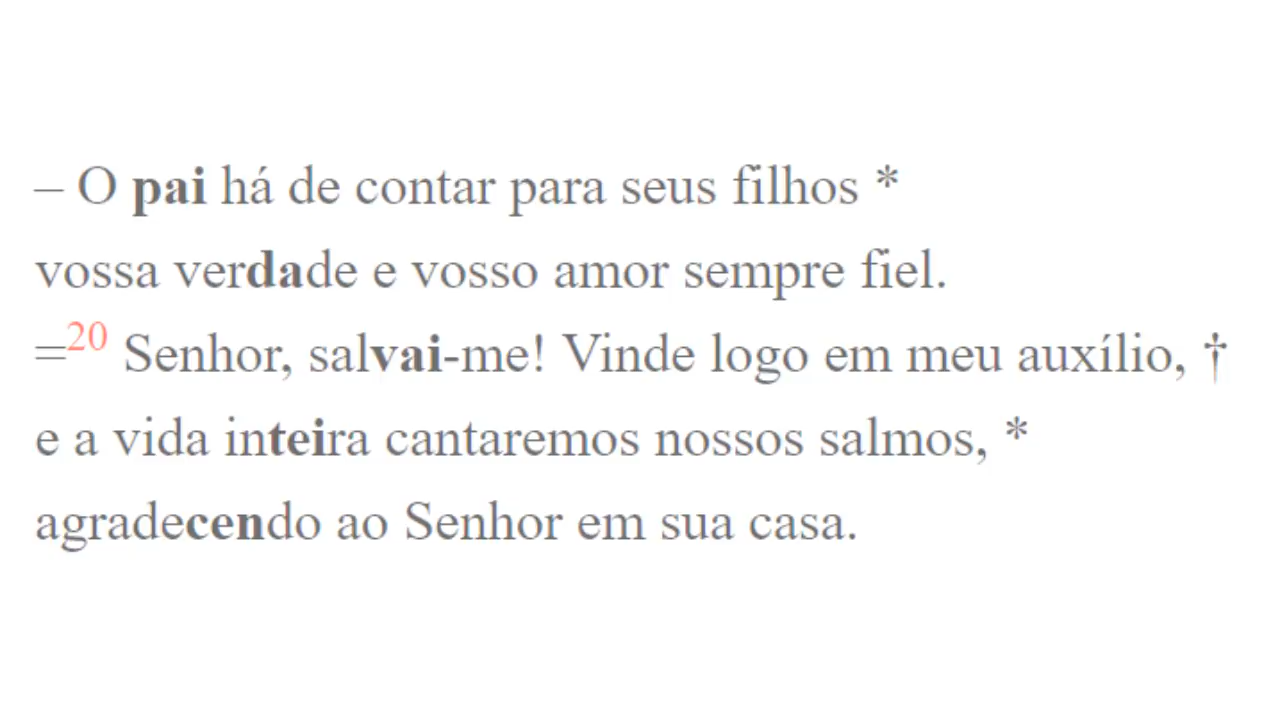 – O pai há de contar para seus filhos *
vossa verdade e vosso amor sempre fiel.
=20 Senhor, salvai-me! Vinde logo em meu auxílio, †
e a vida inteira cantaremos nossos salmos, *
agradecendo ao Senhor em sua casa.